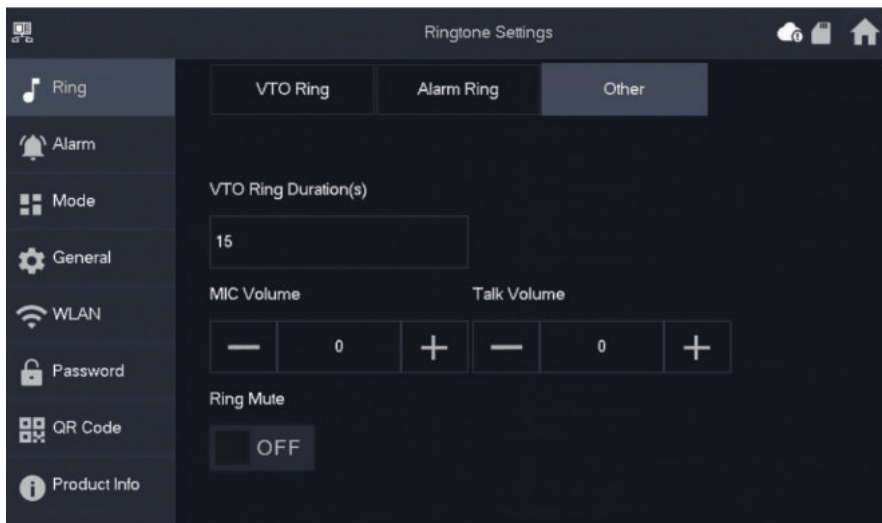 Ringtone Settings
Ring
Alarm
Mode
General
WLAN
Password
QR Code
Product Info
VTO Ring
Alarm Ring
Other
VTO Ring Duration(s)
15
MIC Volume
Talk Volume
0
0
Ring Mute
OFF